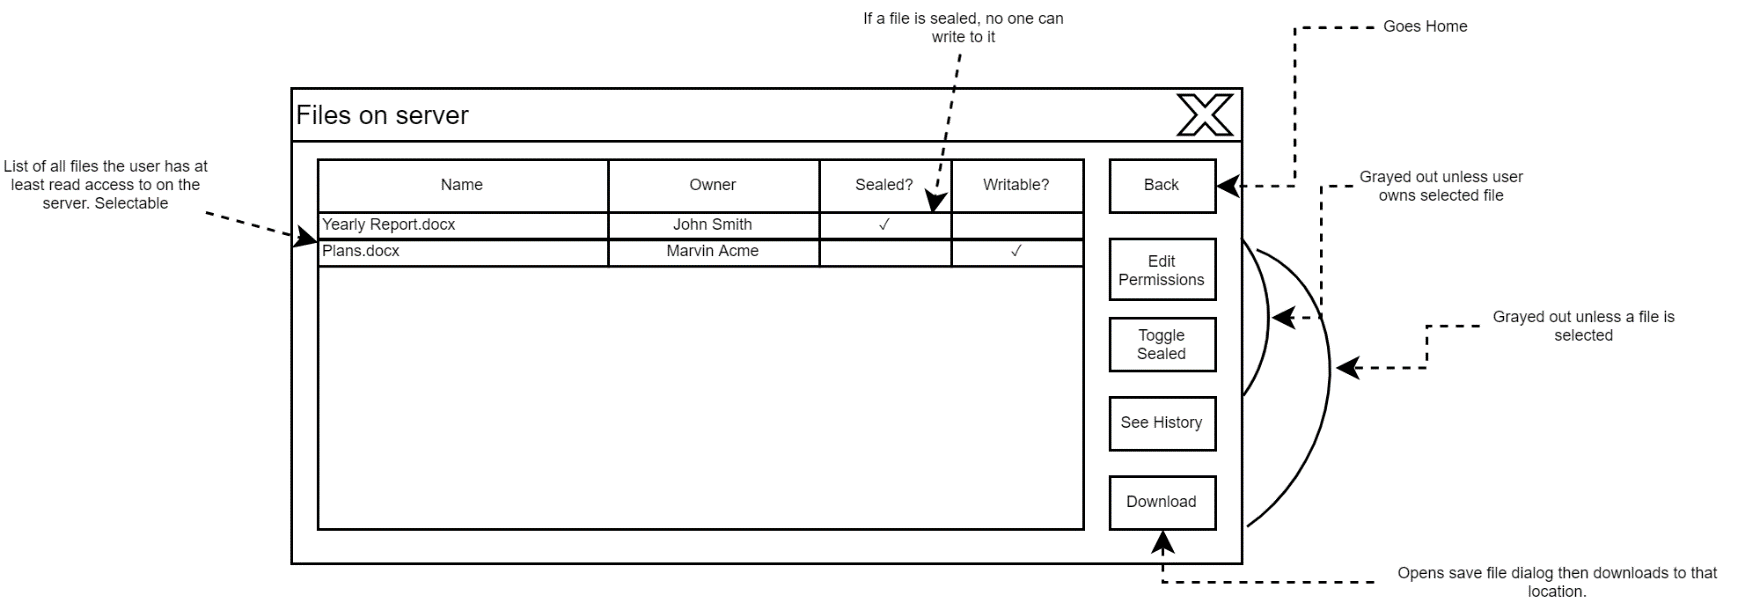 If a file is sealed, no one can
write to it
Goes Home
Files on server
List of all files the user has at
least read access to on the
server. Selectable
Name Owner Sealed? Writable?
Yearly Report.docx John Smith ✓
Plans.docx Marvin Acme ✓
Back
Edit
Permissions
Toggle
Sealed
See History
Download
Grayed out unless user
owns selected file
Grayed out unless a file is
selected
Opens save file dialog then downloads to that
location.